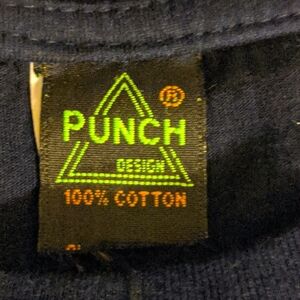 ®
PUNCH
DESIGN
100% COTTON